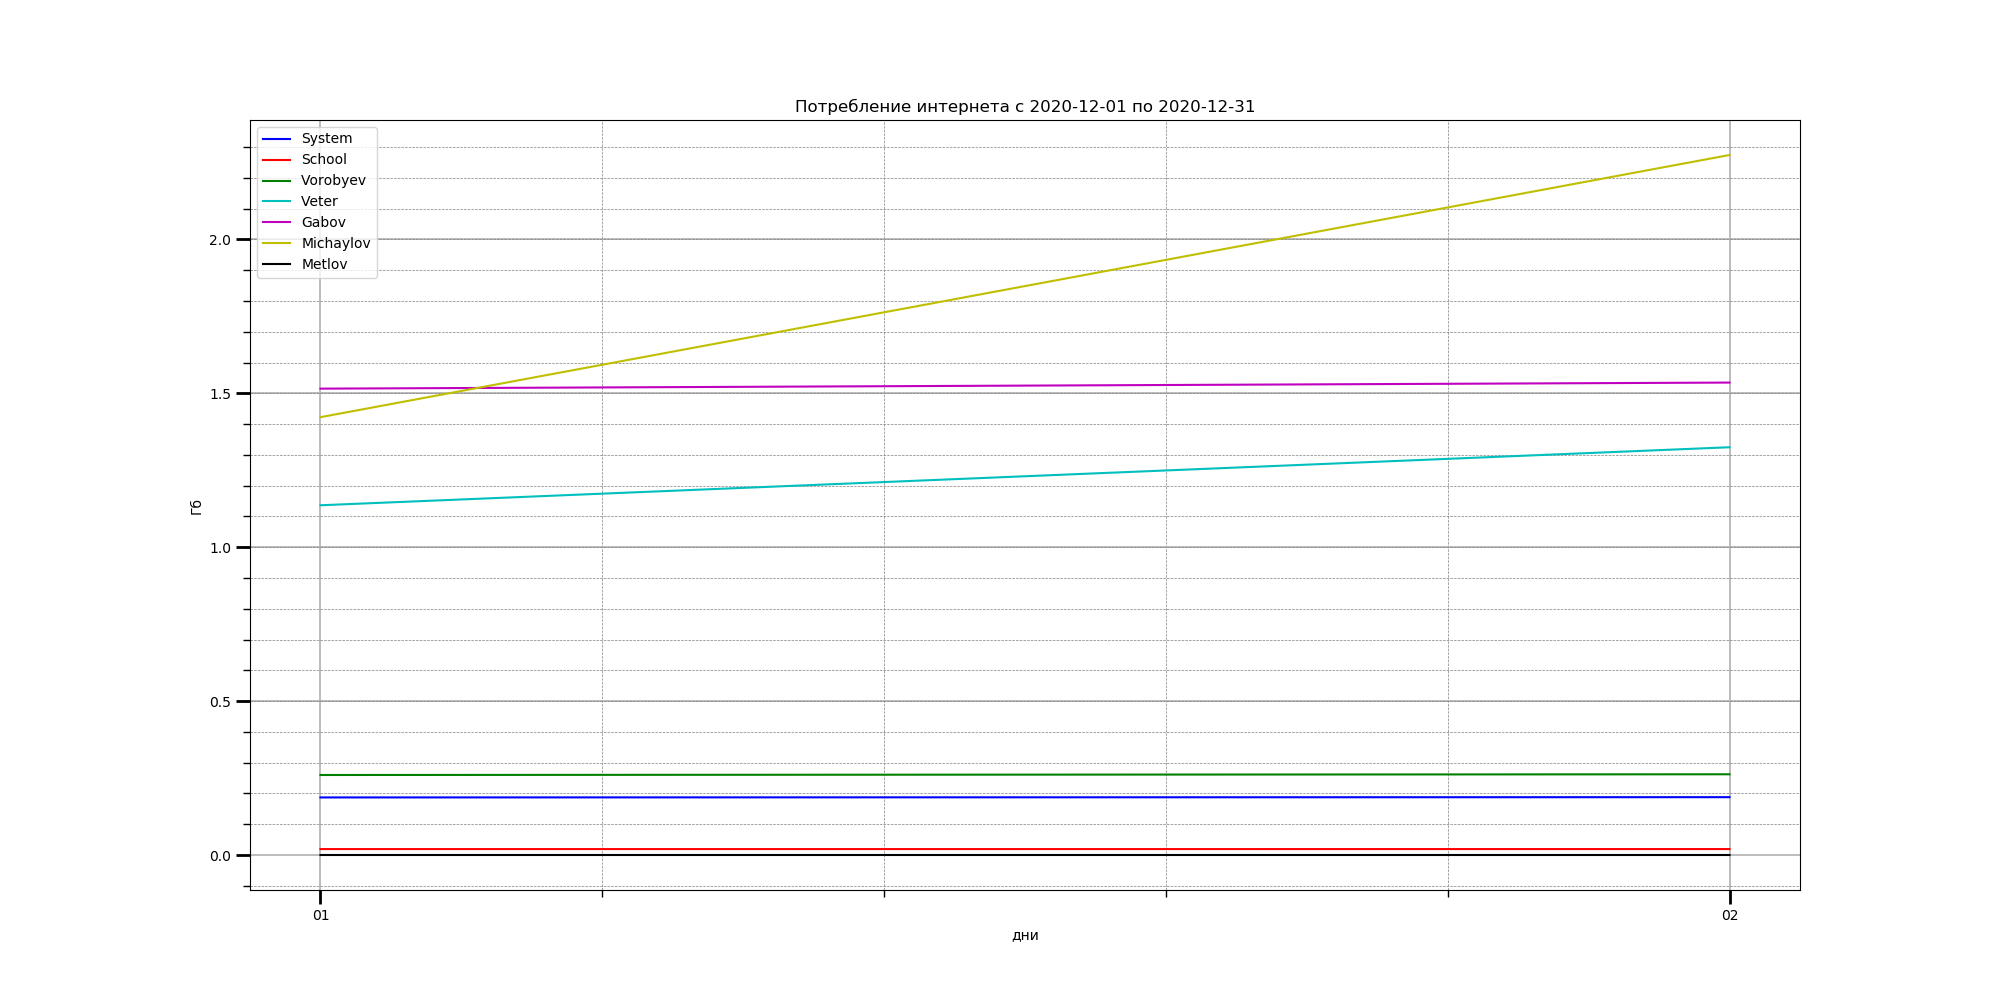 Потребление интернета с 2020-12-01 по 2020-12-31
System
School
Vorobyev
Veter
Gabov
Michaylov
Metlov
2.0
1.5
1.0
0.5
0.0
Гб
01
02
дни